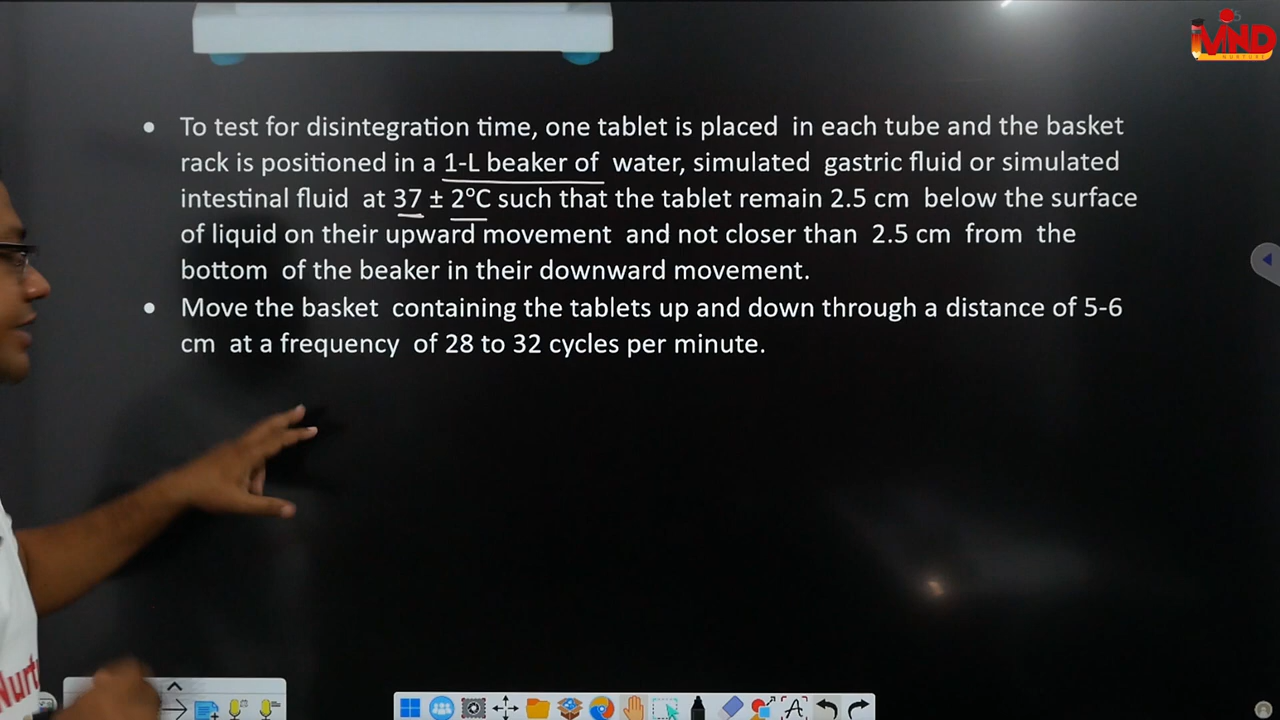 MIND
NURTURE
• To test for disintegration time, one tablet is placed in each tube and the basket
rack is positioned in a 1-L beaker of water, simulated gastric fluid or simulated
intestinal fluid at 37 ± 2°C such that the tablet remain 2.5 cm below the surface
of liquid on their upward movement and not closer than 2.5 cm from the
bottom of the beaker in their downward movement.
• Move the basket containing the tablets up and down through a distance of 5-6
cm at a frequency of 28 to 32 cycles per minute.
Nurt
A